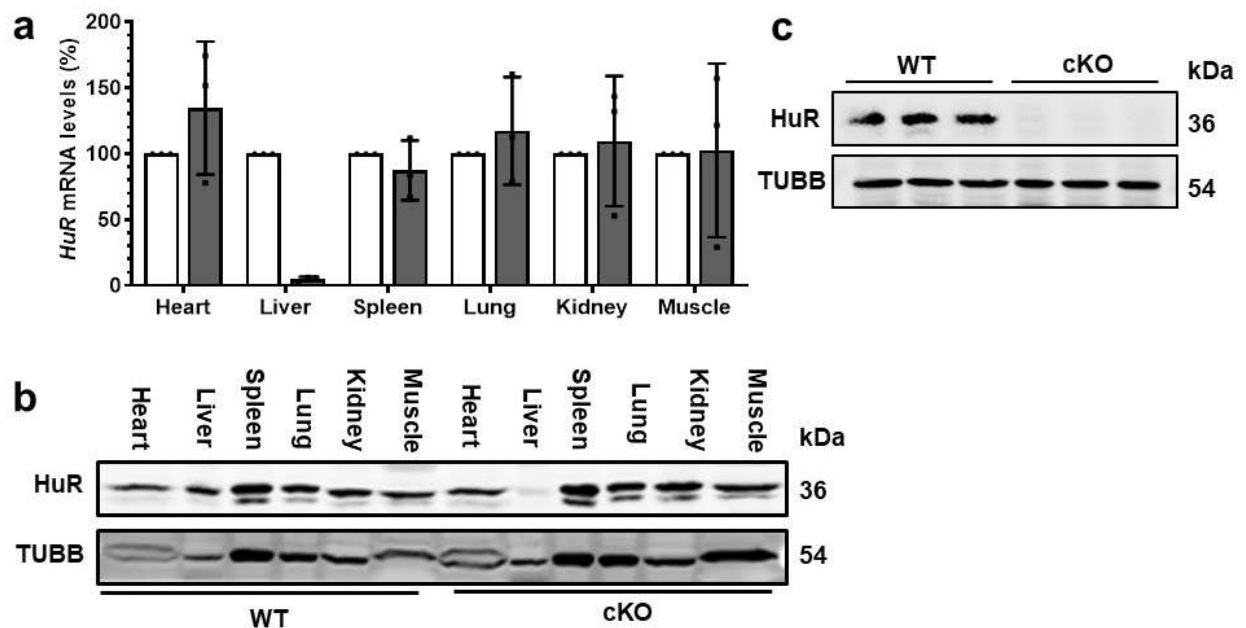 a
HuR mRNA levels (%)
200
150
100
50
0
Heart Liver Spleen Lung Kidney Muscle
c
WT cKO kDa
HuR 36
TUBB 54
b
Heart Liver Spleen Lung Kidney Muscle Heart Liver Spleen Lung Kidney Muscle
kDa
HuR 36
TUBB 54
WT cKO